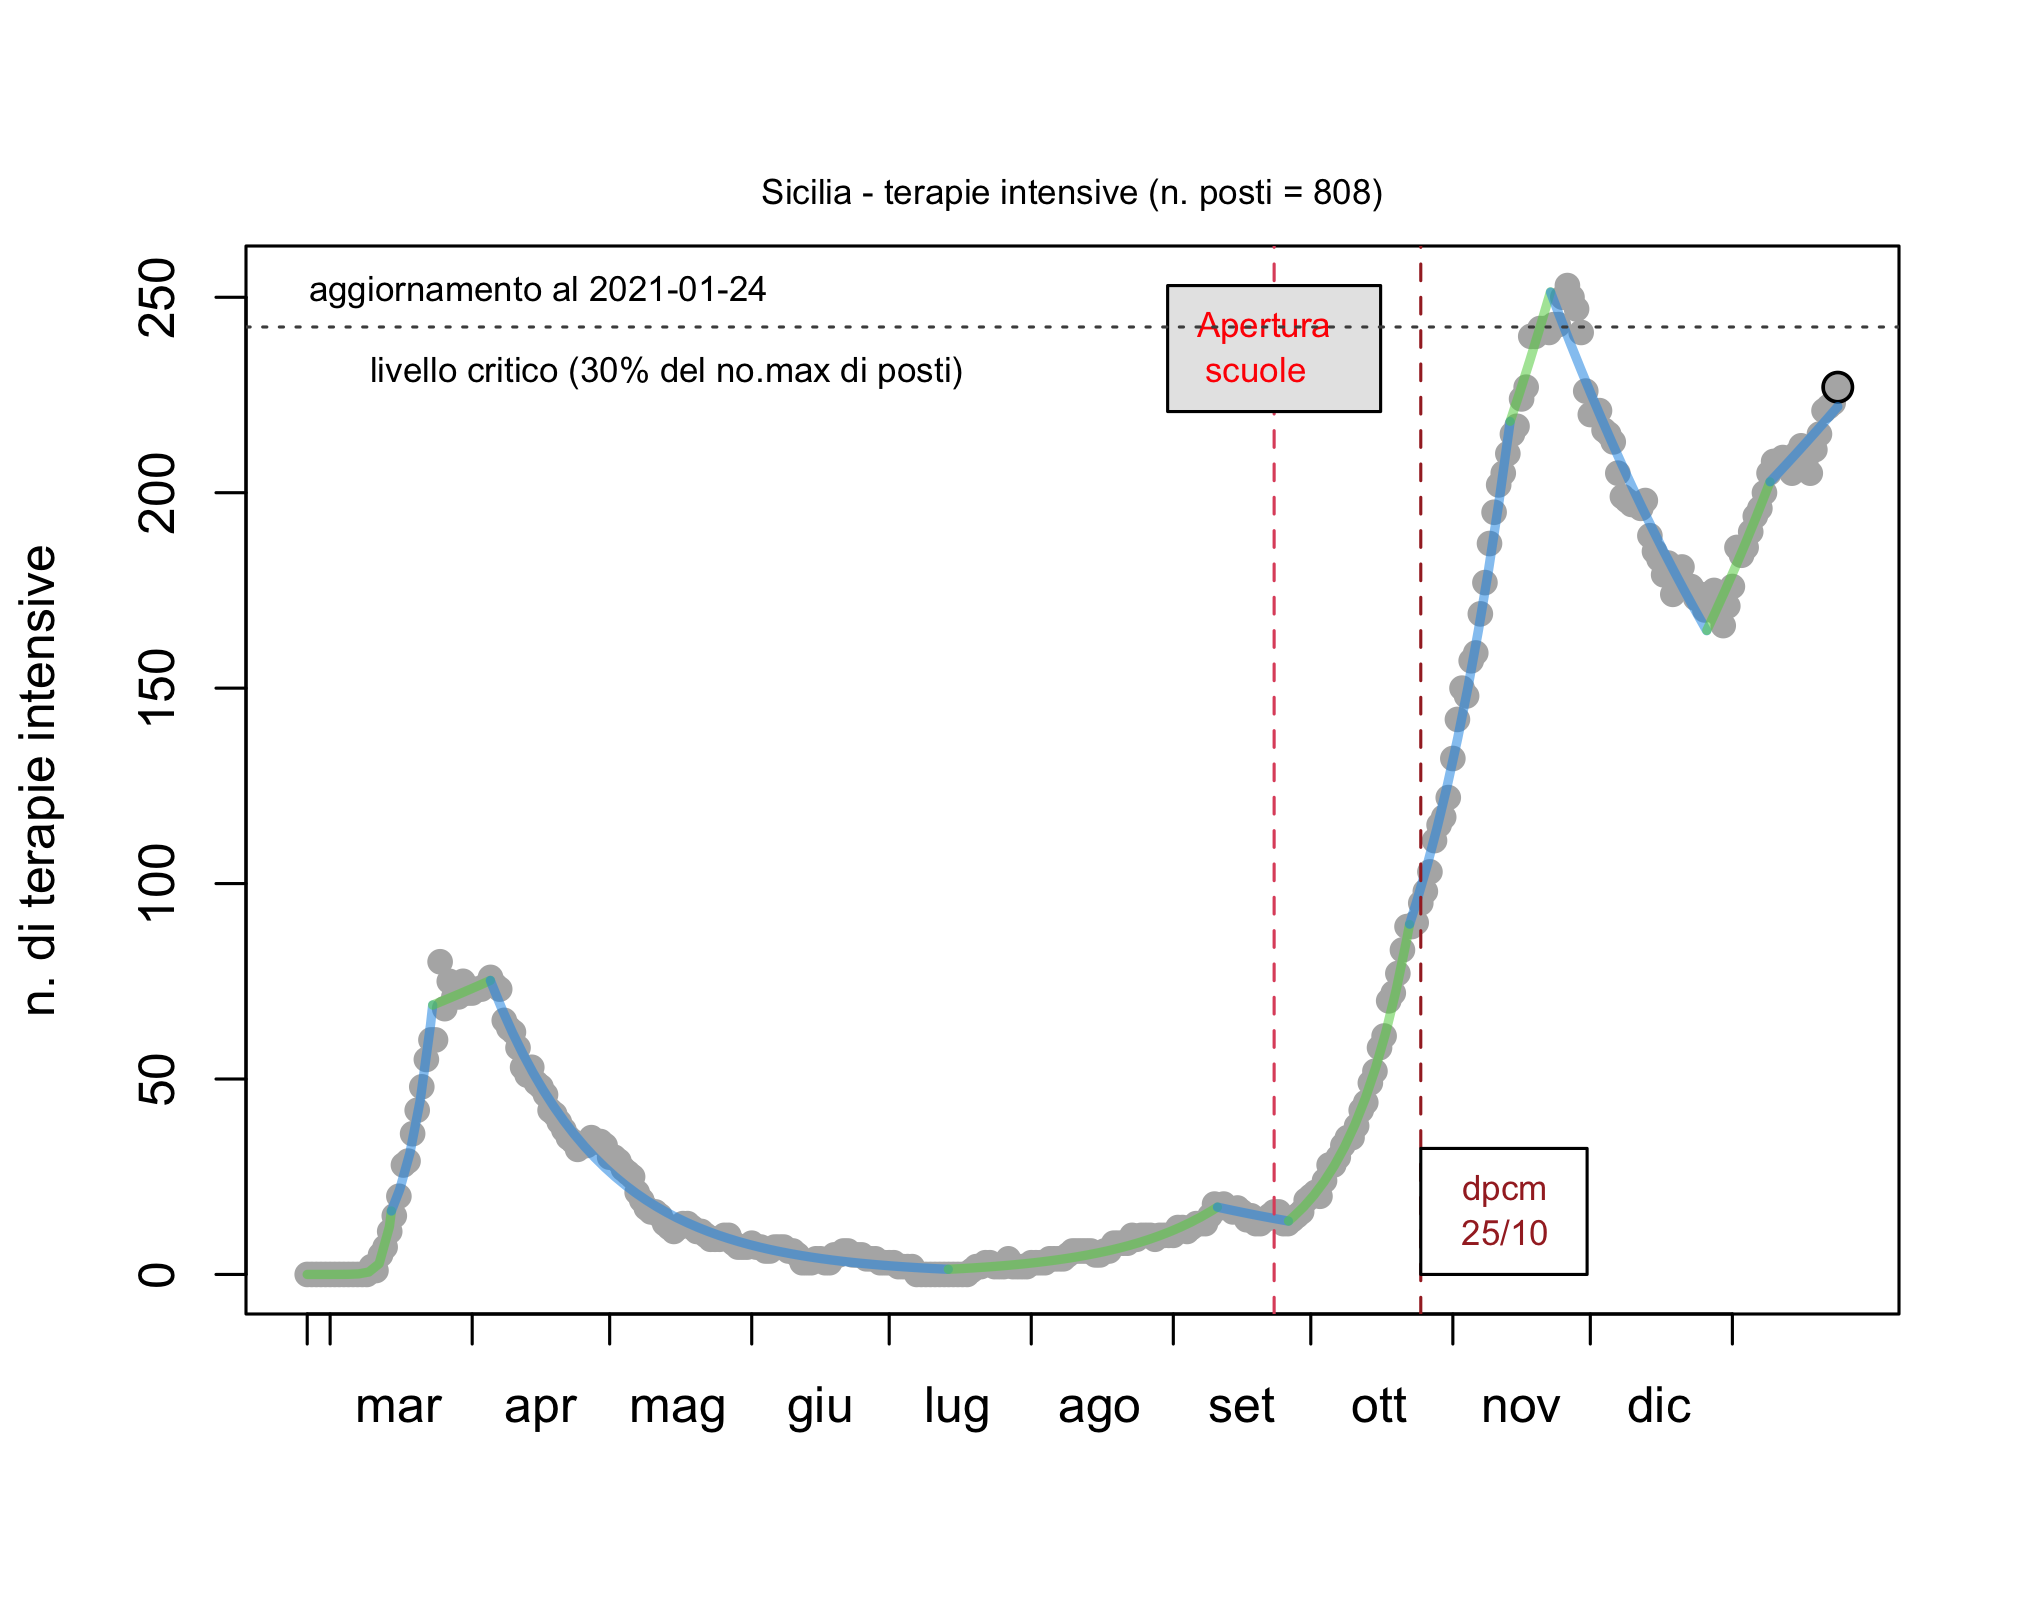 Sicilia - terapie intensive (n. posti = 808)
aggiornamento al 2021-01-24
livello critico (30% del no.max di posti)
Apertura
scuole
dpcm
25/10
n. di terapie intensive
250
200
150
100
50
0
mar apr mag giu lug ago set ott nov dic